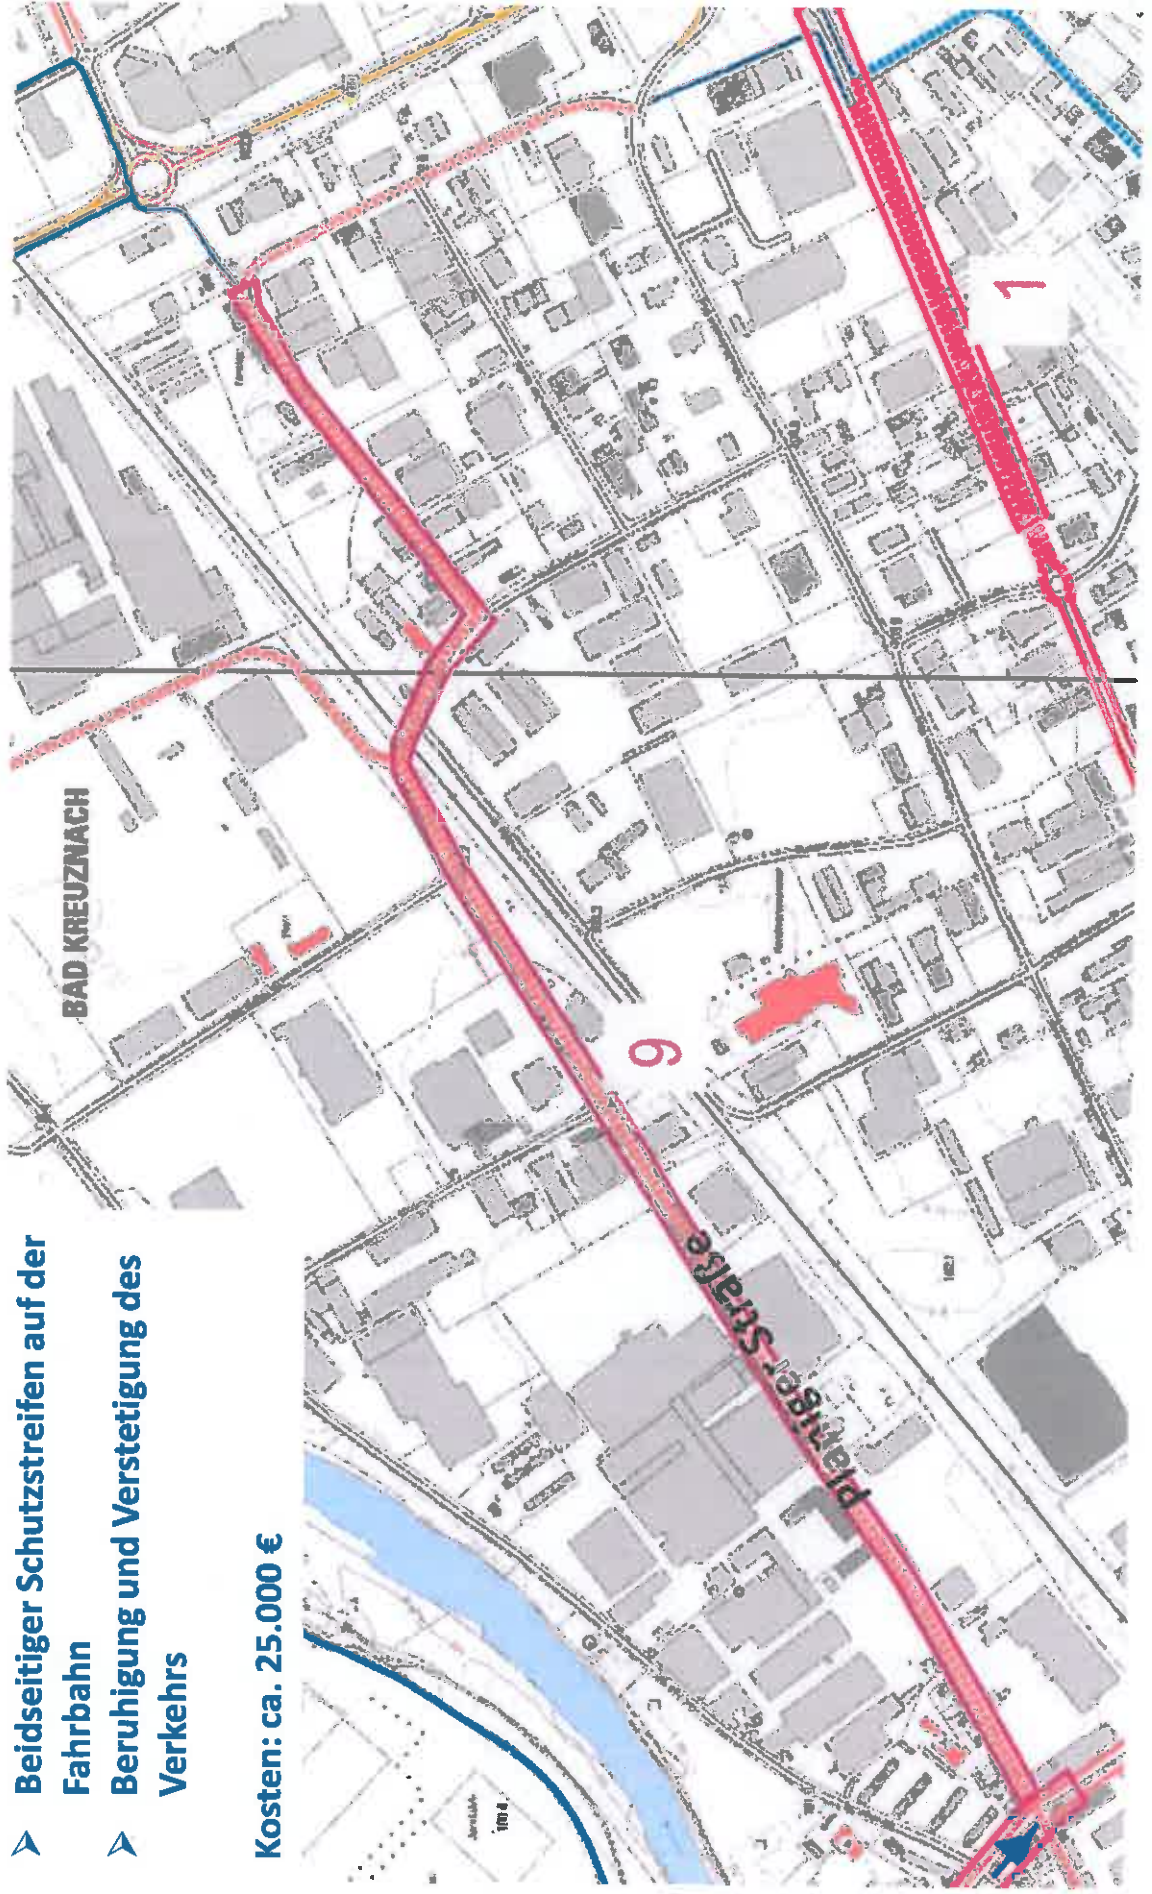 ➢ Beidseitiger Schutzstreifen auf der
Fahrbahn
➢ Beruhigung und Verstetigung des
Verkehrs
Kosten: ca. 25.000 €
BAD KREUZNACH
Planiger Straße
9
1